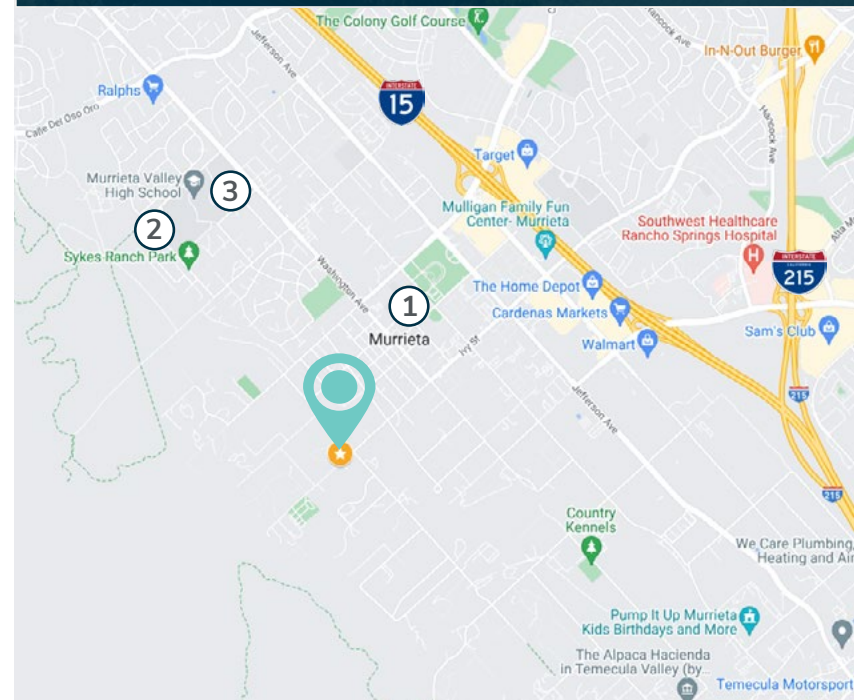 The Colony Golf Course
Jefferson Ave
Hancock Ave
In-N-Out Burger
Ralphs
INTERSTATE
15
Calle Del Oso Oro
Hancock Ave
Target
Murrieta Valley
High School
3
Mulligan Family Fun
Center- Murrieta
Southwest Healthcare
Rancho Springs Hospital
H
2
Sykes Ranch Park
INTERSTATE
CALIFORNIA
215
Washington Ave
The Home Depot
1
Cardenas Markets
Murrieta
Ivy St
Walmart
Sam's Club
215
Jefferson Ave
215
Country
Kennels
We Care Plumbing,
Heating and Air
Pump It Up Murrieta
Kids Birthdays and More
The Alpaca Hacienda
in Temecula Valley (by...
Temecula Motorsport